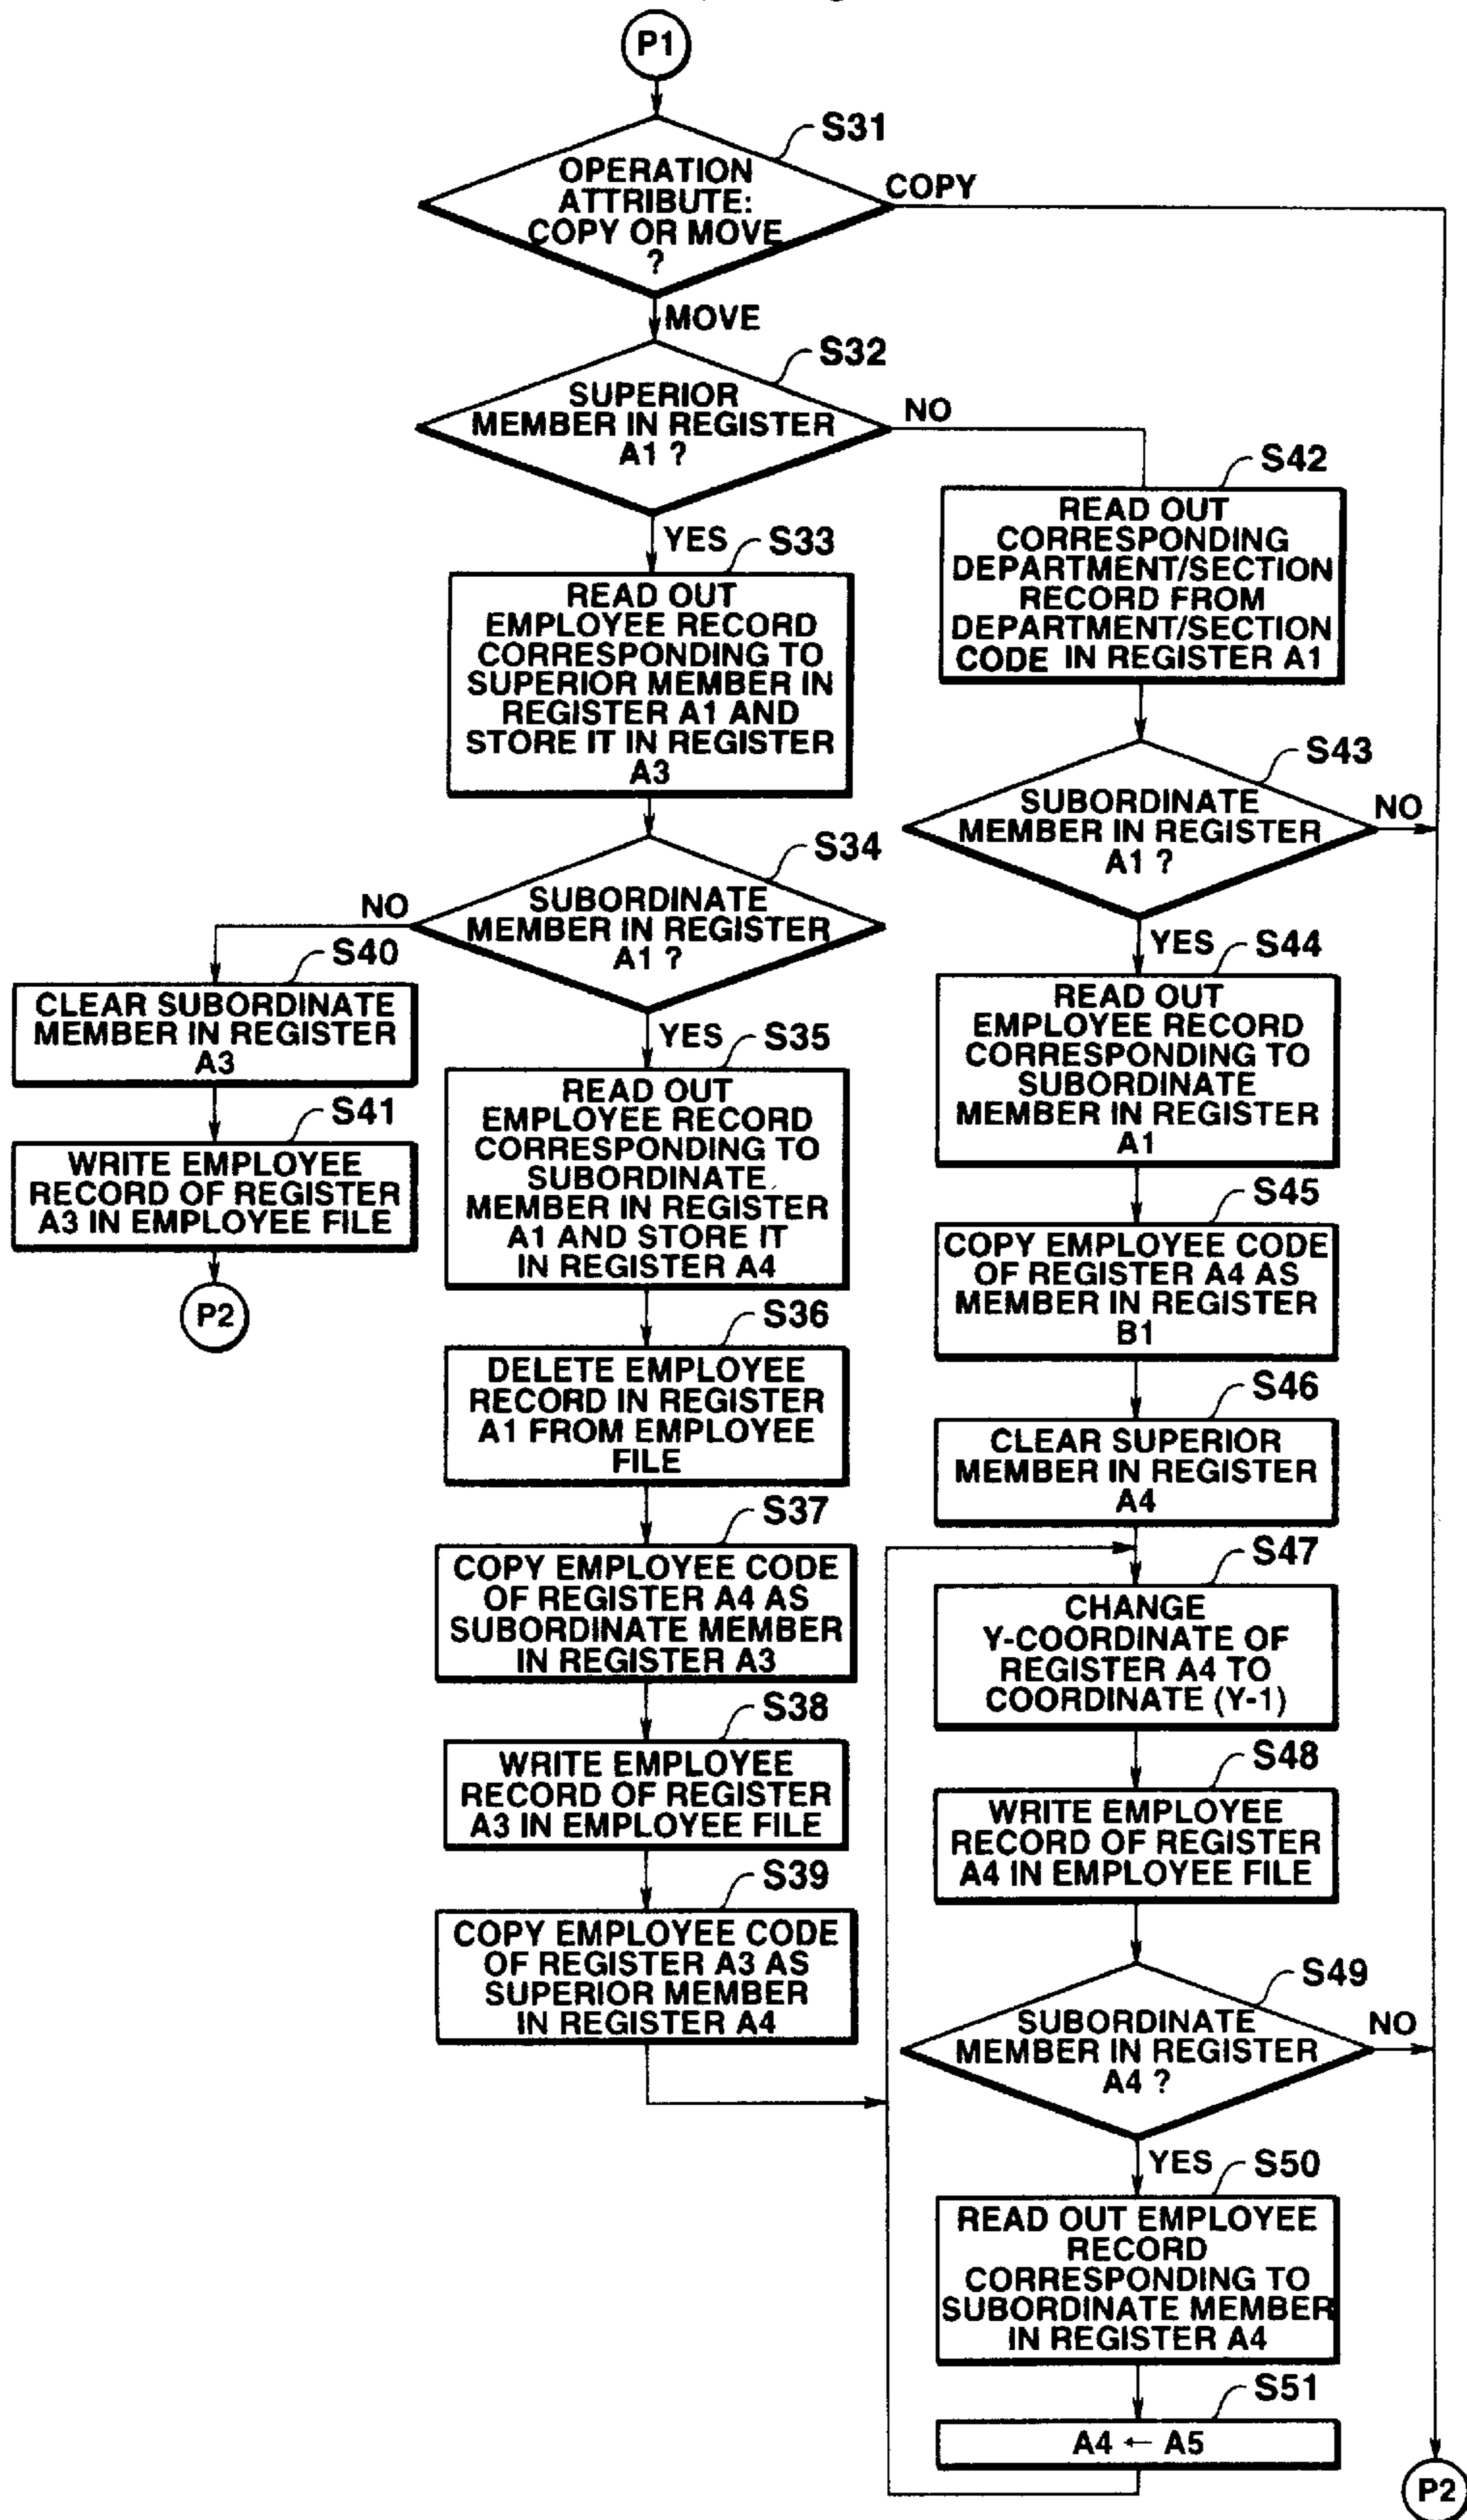 P1
S31
OPERATION
ATTRIBUTE:
COPY OR MOVE
?
COPY
MOVE
S32
SUPERIOR
MEMBER IN REGISTER
A1 ?
NO
YES
S33
READ OUT
EMPLOYEE RECORD
CORRESPONDING TO
SUPERIOR MEMBER IN
REGISTER A1 AND
STORE IT IN REGISTER
A3
S34
SUBORDINATE
MEMBER IN REGISTER
A1 ?
NO
S40
CLEAR SUBORDINATE
MEMBER IN REGISTER
A3
S41
WRITE EMPLOYEE
RECORD OF REGISTER
A3 IN EMPLOYEE FILE
P2
YES
S35
READ OUT
EMPLOYEE RECORD
CORRESPONDING TO
SUBORDINATE
MEMBER IN REGISTER
A1 AND STORE IT
IN REGISTER A4
S36
DELETE EMPLOYEE
RECORD IN REGISTER
A1 FROM EMPLOYEE
FILE
S37
COPY EMPLOYEE CODE
OF REGISTER A4 AS
SUBORDINATE MEMBER
IN REGISTER A3
S38
WRITE EMPLOYEE
RECORD OF REGISTER
A3 IN EMPLOYEE FILE
S39
COPY EMPLOYEE CODE
OF REGISTER A3 AS
SUPERIOR MEMBER
IN REGISTER A4
S42
READ OUT
CORRESPONDING
DEPARTMENT/SECTION
RECORD FROM
DEPARTMENT/SECTION
CODE IN REGISTER A1
S43
SUBORDINATE
MEMBER IN REGISTER
A1 ?
NO
YES
S44
READ OUT
EMPLOYEE RECORD
CORRESPONDING TO
SUBORDINATE
MEMBER IN REGISTER
A1
S45
COPY EMPLOYEE CODE
OF REGISTER A4 AS
MEMBER IN REGISTER
B1
S46
CLEAR SUPERIOR
MEMBER IN REGISTER
A4
S47
CHANGE
Y-COORDINATE OF
REGISTER A4 TO
COORDINATE (Y-1)
S48
WRITE EMPLOYEE
RECORD OF REGISTER
A4 IN EMPLOYEE FILE
S49
SUBORDINATE
MEMBER IN REGISTER
A4 ?
NO
YES
S50
READ OUT EMPLOYEE
RECORD
CORRESPONDING TO
SUBORDINATE MEMBER
IN REGISTER A4
S51
A4 ← A5
P2